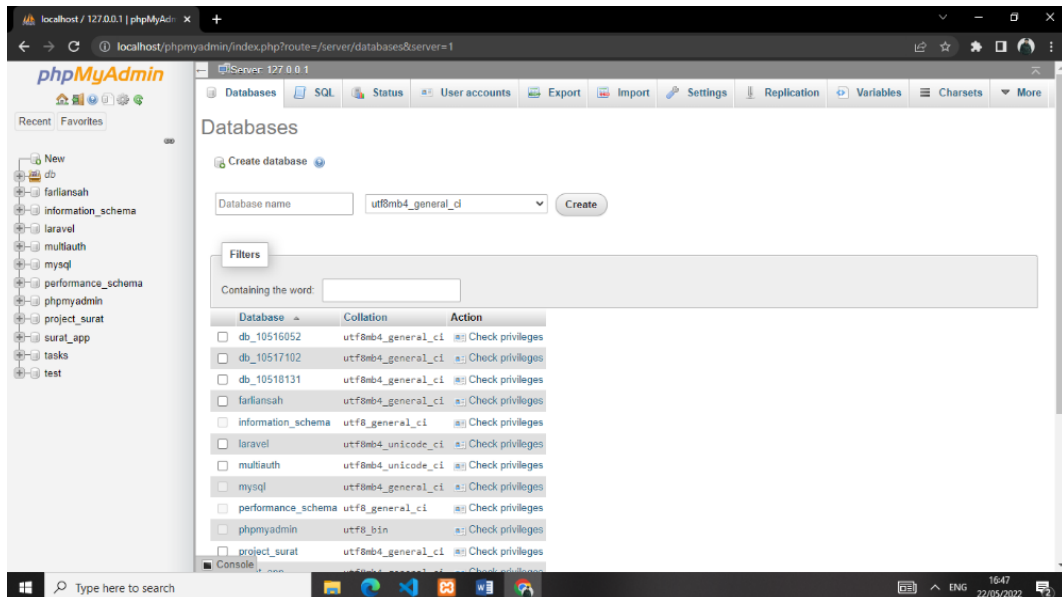 localhost / 127.0.0.1 | phpMyAdm
localhost/phpmyadmin/index.php?route=/server/databases&server=1
phpMyAdmin
Recent Favorites
New
db
farliansah
information_schema
laravel
multiauth
mysql
performance_schema
phpmyadmin
project_surat
surat_app
tasks
test
Server: 127.0.0.1
Databases SQL Status User accounts Export Import Settings Replication Variables Charsets More
Databases
Create database
Database name utf8mb4_general_ci Create
Filters
Containing the word:
Database Collation Action
db_10516052 utf8mb4_general_ci Check privileges
db_10517102 utf8mb4_general_ci Check privileges
db_10518131 utf8mb4_general_ci Check privileges
farliansah utf8mb4_general_ci Check privileges
information_schema utf8_general_ci Check privileges
laravel utf8mb4_unicode_ci Check privileges
multiauth utf8mb4_unicode_ci Check privileges
mysql utf8mb4_general_ci Check privileges
performance_schema utf8_general_ci Check privileges
phpmyadmin utf8_bin Check privileges
project_surat utf8mb4_general_ci Check privileges
Console
Type here to search
ENG
16:47
22/05/2022